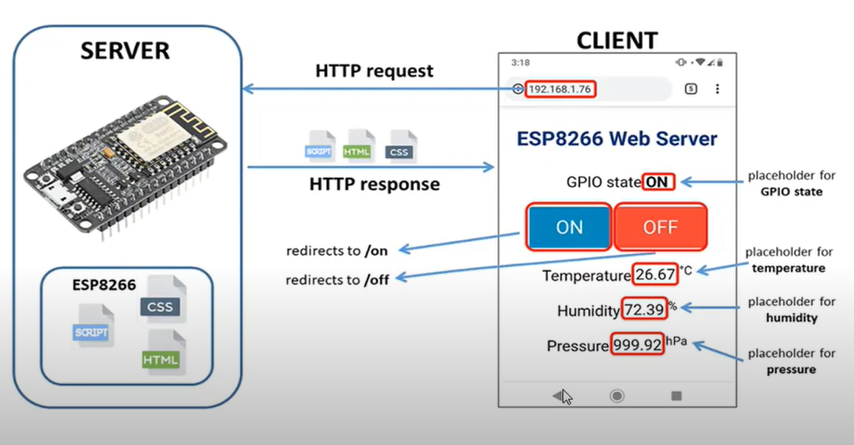 SERVER
CLIENT
HTTP request
3:18
192.168.1.76
5
ESP8266 Web Server
SCRIPT HTML CSS
HTTP response
GPIO state ON
placeholder for
GPIO state
ON OFF
redirects to /on
redirects to /off
Temperature 26.67 °C
placeholder for
temperature
Humidity 72.39 %
placeholder for
humidity
Pressure 999.92 hPa
placeholder for
pressure
ESP8266
CSS
SCRIPT
HTML